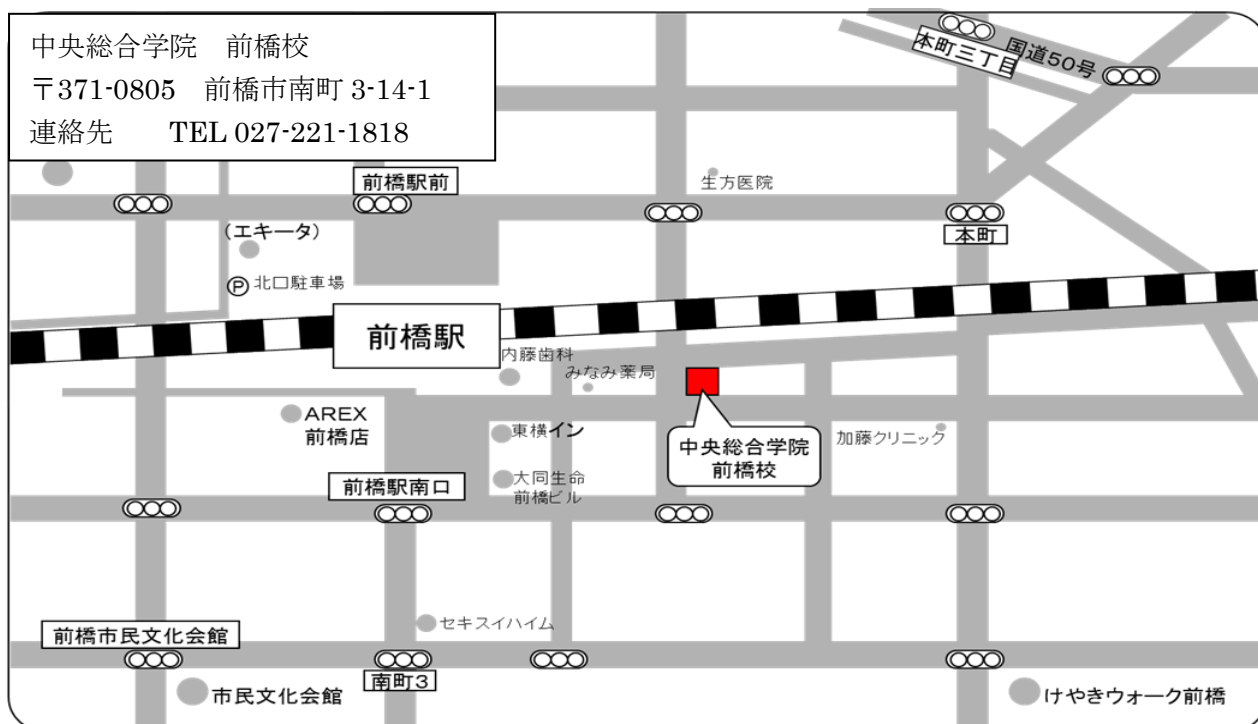 中央総合学院　前橋校
〒371-0805　前橋市南町 3-14-1
連絡先　　TEL 027-221-1818
本町三丁目
国道50号
前橋駅前
生方医院
(エキータ)
本町
P 北口駐車場
前橋駅
内藤歯科
みなみ薬局
AREX
前橋店
東横イン
中央総合学院
前橋校
加藤クリニック
大同生命
前橋ビル
前橋駅南口
セキスイハイム
前橋市民文化会館
南町3
市民文化会館
けやきウォーク前橋